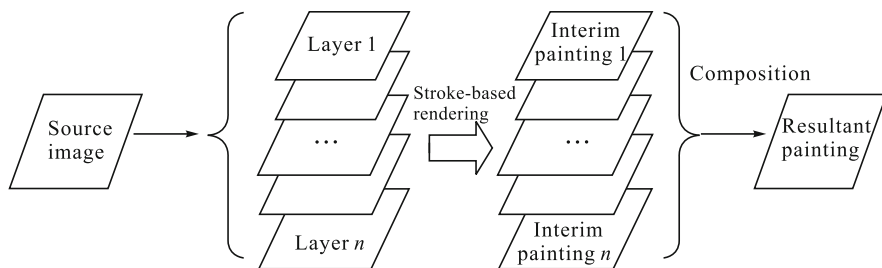 Source
image
Layer 1
...
Layer n
Stroke-based
rendering
Interim
painting 1
...
Interim
painting n
Composition
Resultant
painting